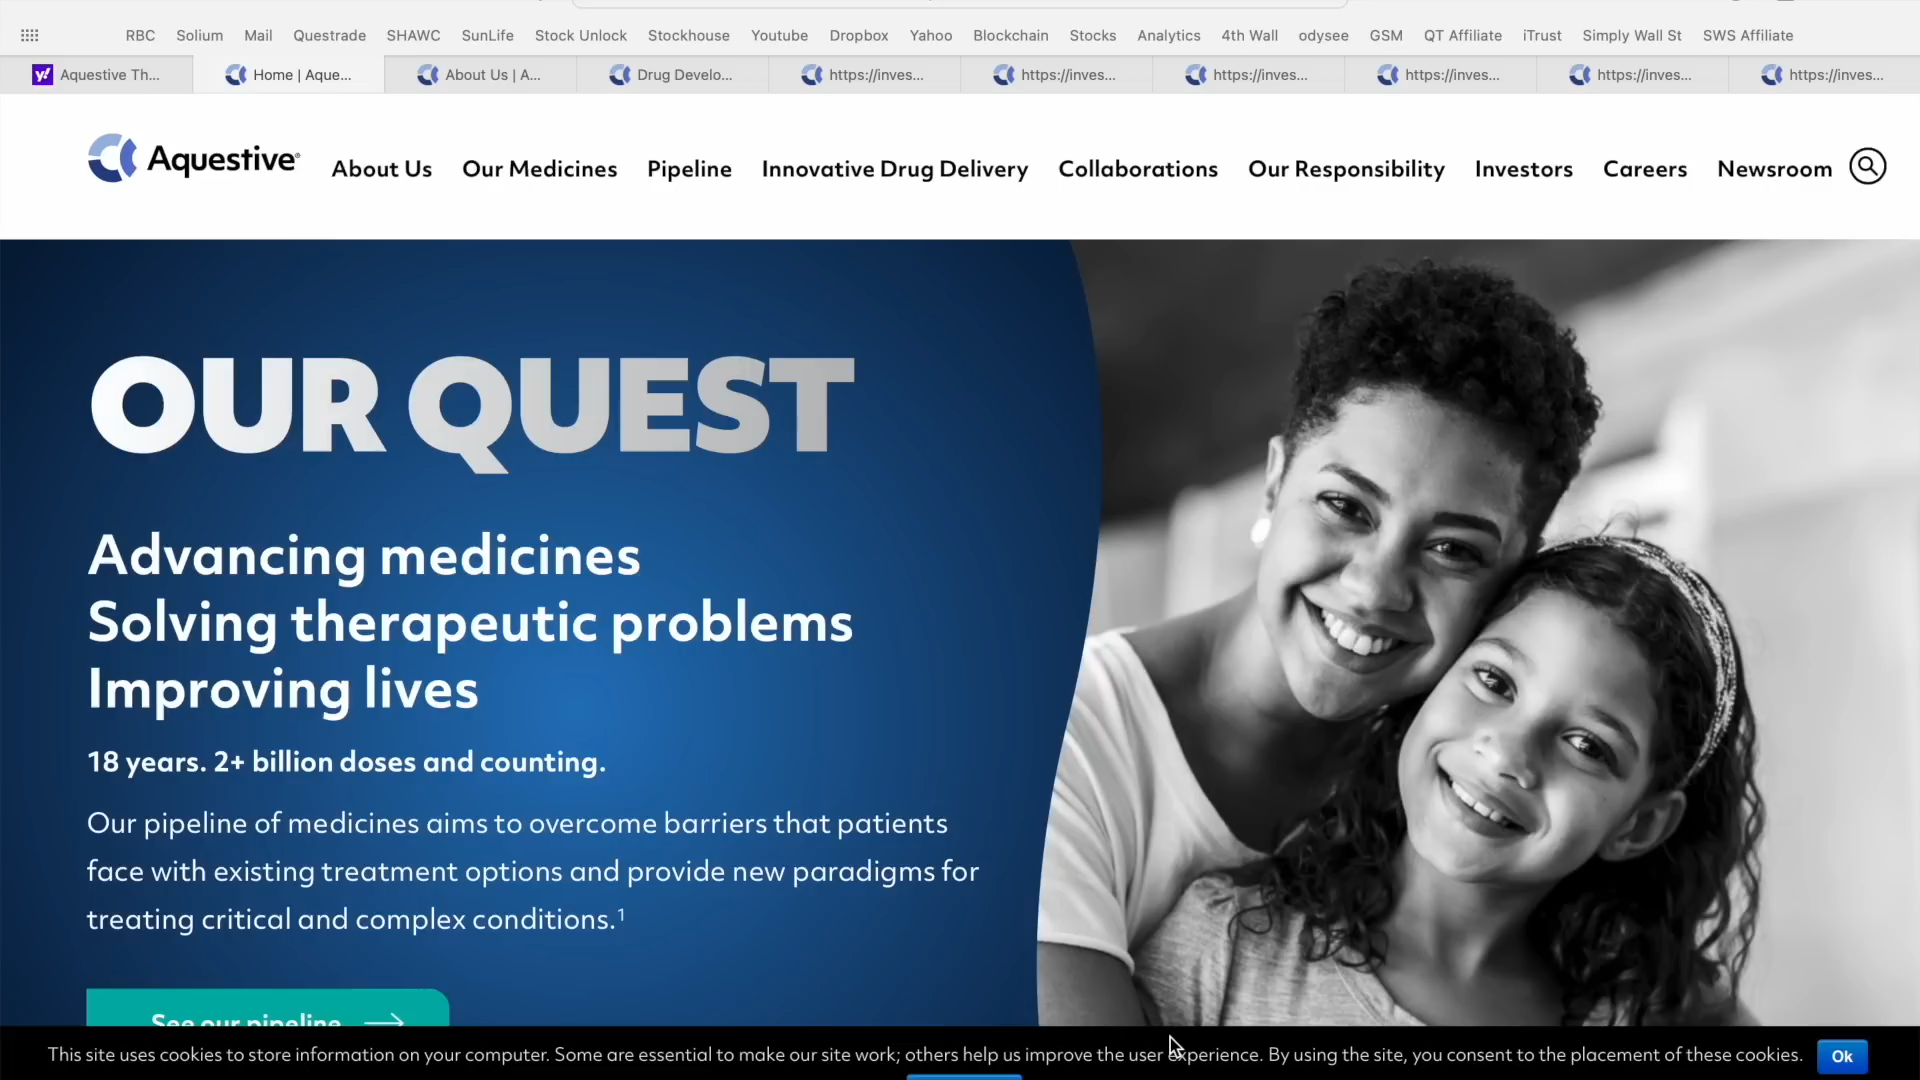 RBC Solium Mail Questrade SHAWC SunLife Stock Unlock Stockhouse Youtube Dropbox Yahoo Blockchain Stocks Analytics 4th Wall odysee GSM QT Affiliate iTrust Simply Wall St SWS Affiliate
y! Aquestive Th... Home | Aque... About Us | A... Drug Develo... https://inves... https://inves... https://inves... https://inves... https://inves... https://inves...
Aquestive® About Us Our Medicines Pipeline Innovative Drug Delivery Collaborations Our Responsibility Investors Careers Newsroom
OUR QUEST
Advancing medicines
Solving therapeutic problems
Improving lives
18 years. 2+ billion doses and counting.
Our pipeline of medicines aims to overcome barriers that patients
face with existing treatment options and provide new paradigms for
treating critical and complex conditions.¹
See our pipeline
This site uses cookies to store information on your computer. Some are essential to make our site work; others help us improve the user experience. By using the site, you consent to the placement of these cookies. Ok